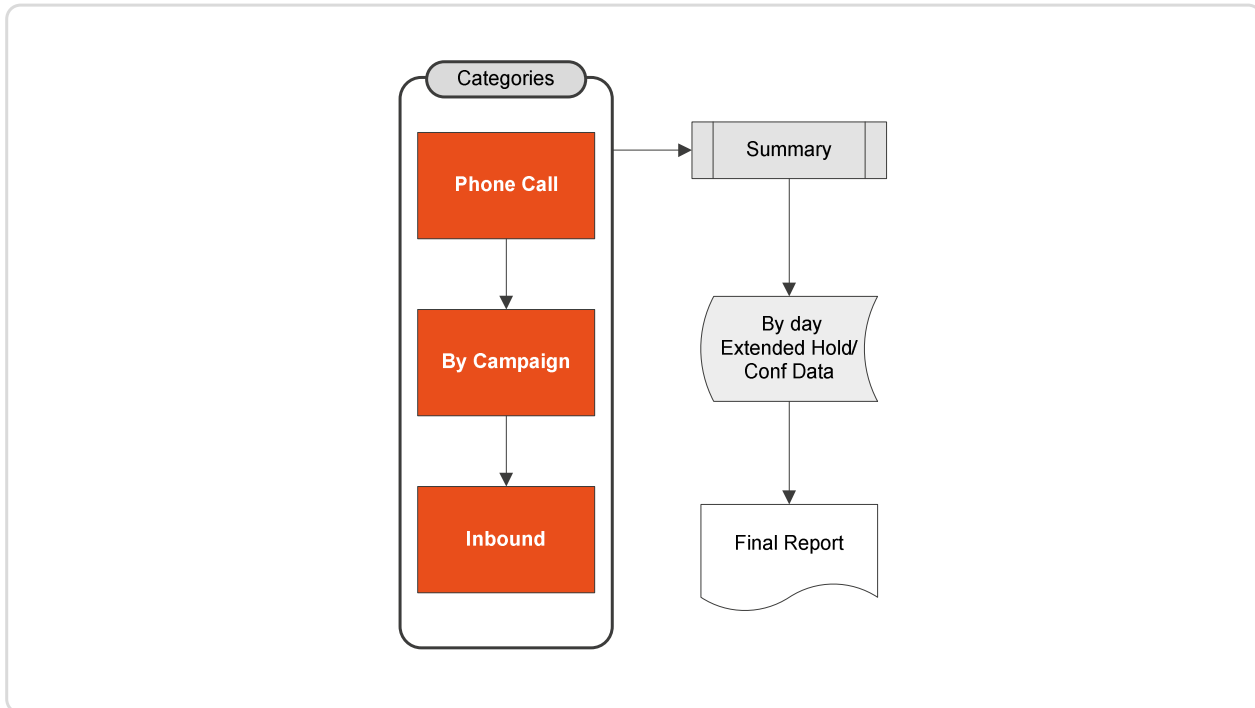 Categories
Phone Call
By Campaign
Inbound
Summary
By day
Extended Hold/
Conf Data
Final Report